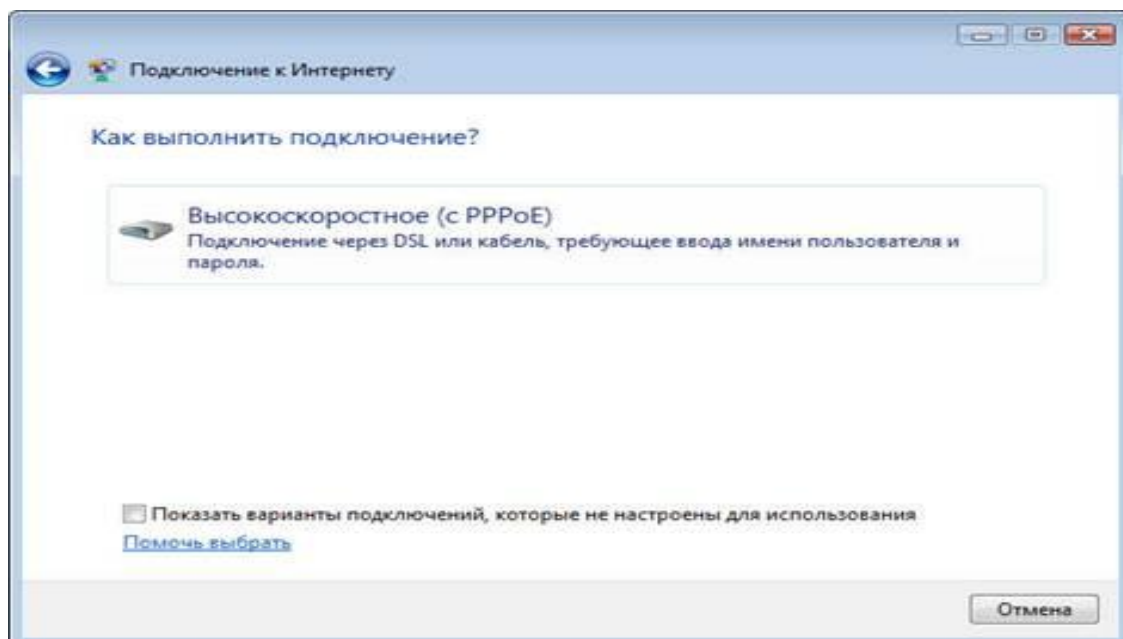 Подключение к Интернету
Как выполнить подключение?
Высокоскоростное (с PPPoE)
Подключение через DSL или кабель, требующее ввода имени пользователя и
пароля.
Показать варианты подключений, которые не настроены для использования
Помочь выбрать
Отмена